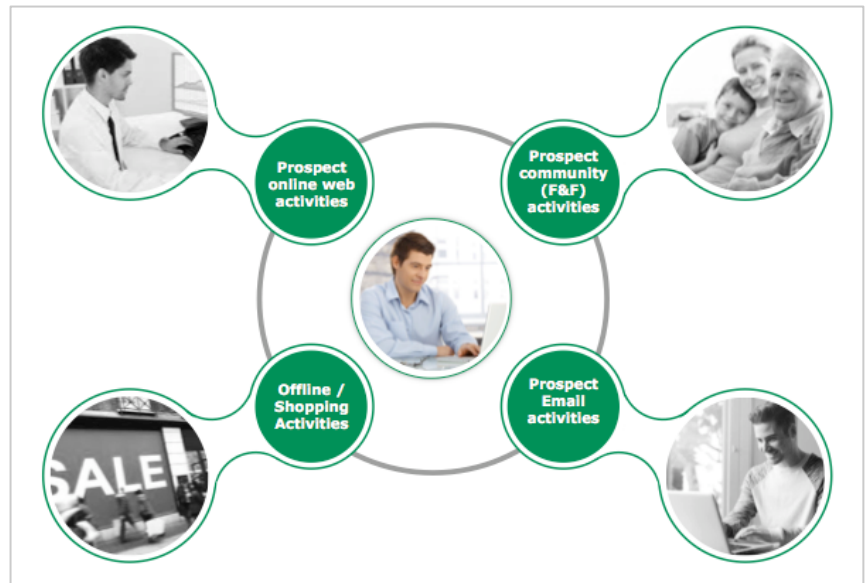 Prospect
online web
activities
Prospect
community
(F&F)
activities
Offline /
Shopping
Activities
Prospect
Email
activities
SALE